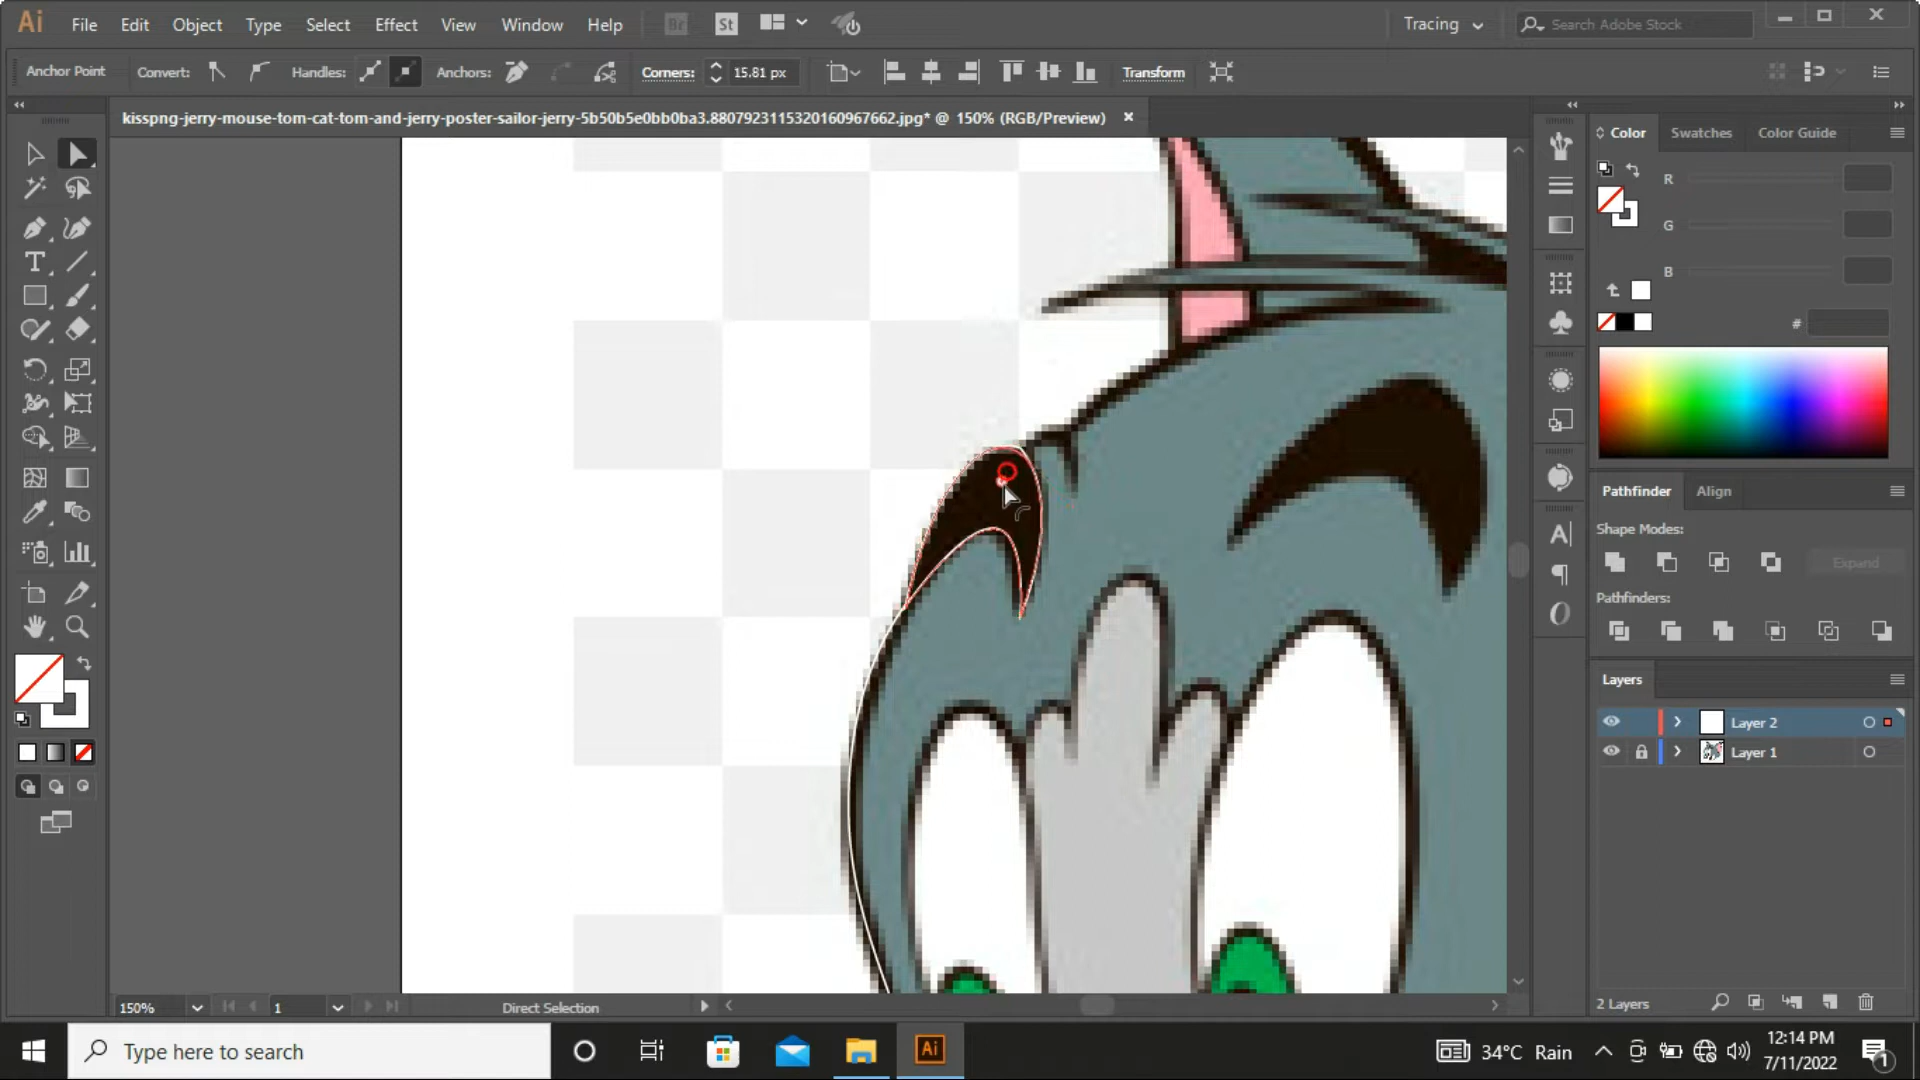 Ai File Edit Object Type Select Effect View Window Help Br St Tracing Search Adobe Stock
Anchor Point Convert: Handles: Anchors: Corners: 15.81 px Transform
kisspng-jerry-mouse-tom-cat-tom-and-jerry-poster-sailor-jerry-5b50b5e0bb0ba3.8807923115320160967662.jpg* @ 150% (RGB/Preview)
Color Swatches Color Guide
R
G
B
#
Pathfinder Align
Shape Modes:
Expand
Pathfinders:
Layers
Layer 2
Layer 1
2 Layers
150% 1 Direct Selection
Type here to search
Ai
34°C Rain
12:14 PM
7/11/2022
1